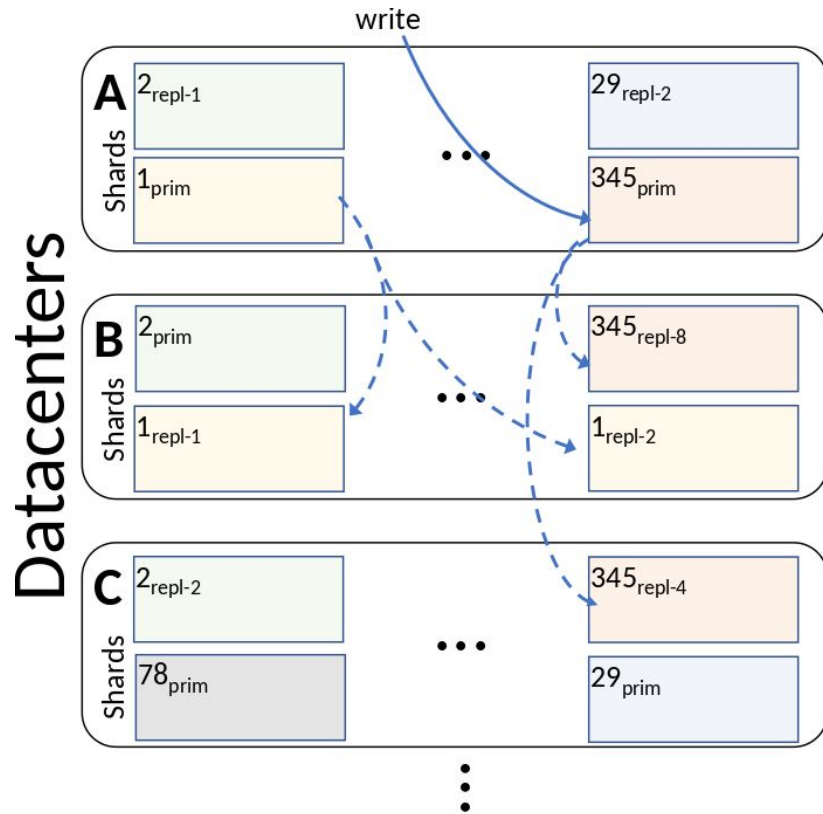 write
Datacenters
A
Shards
2repl-1
29repl-2
1prim
345prim
B
Shards
2prim
345repl-8
1repl-1
1repl-2
C
Shards
2repl-2
345repl-4
78prim
29prim